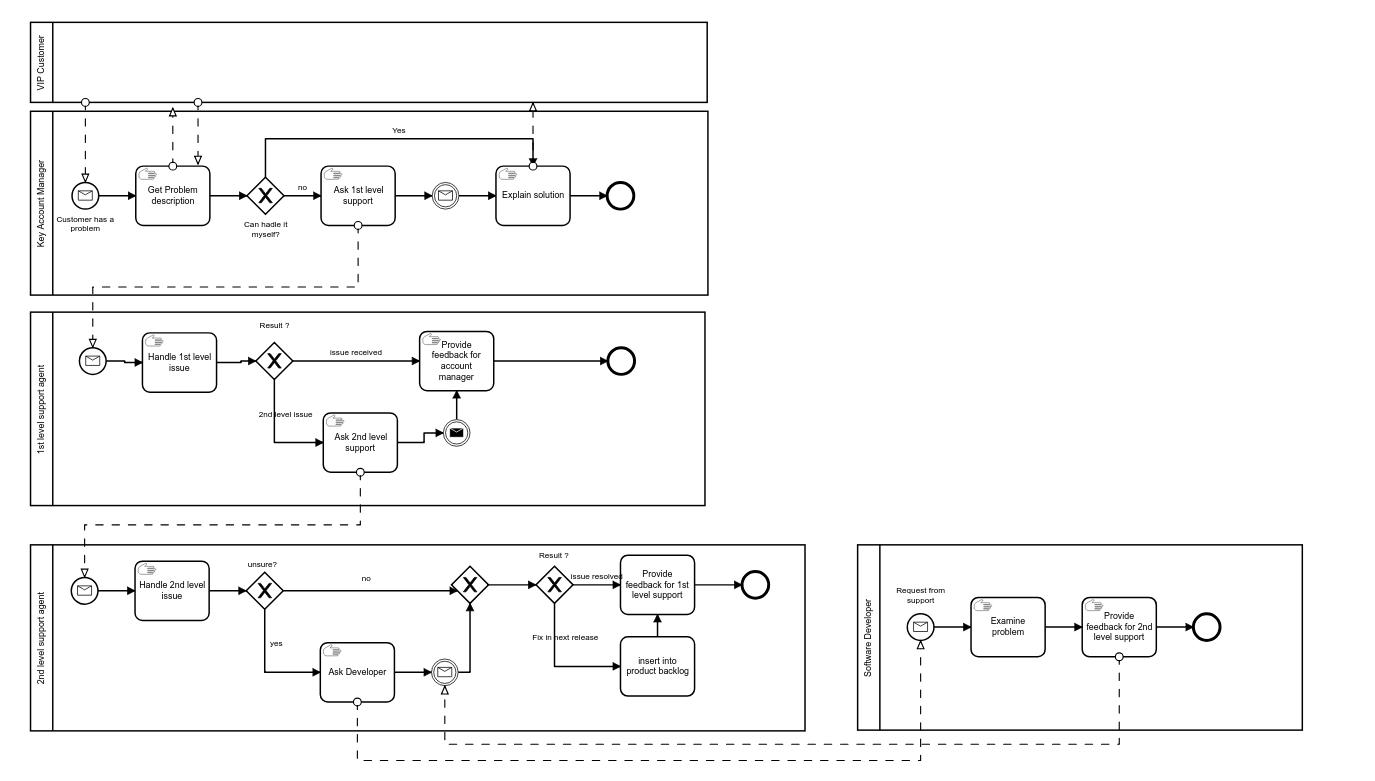 VIP Customer
Key Account Manager
Yes
Get Problem
description
no
Ask 1st level
support
Explain solution
Customer has a
problem
Can hadle it
myself?
1st level support agent
Result ?
Handle 1st level
issue
issue received
Provide
feedback for
account
manager
2nd level issue
Ask 2nd level
support
2nd level support agent
unsure?
Handle 2nd level
issue
no
yes
Ask Developer
Result ?
issue resolved
Provide
feedback for 1st
level support
Fix in next release
insert into
product backlog
Software Developer
Request from
support
Examine
problem
Provide
feedback for 2nd
level support